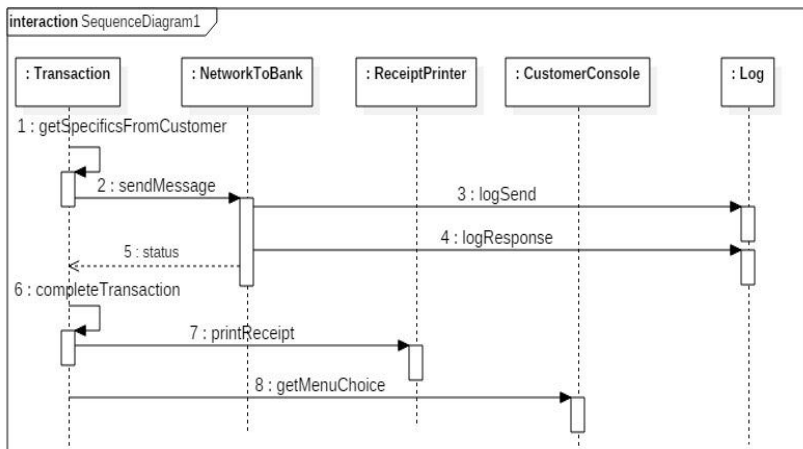 interaction SequenceDiagram1
: Transaction
: NetworkToBank
: ReceiptPrinter
: CustomerConsole
: Log
1 : getSpecificsFromCustomer
2 : sendMessage
3 : logSend
4 : logResponse
5 : status
6 : completeTransaction
7 : printReceipt
8 : getMenuChoice